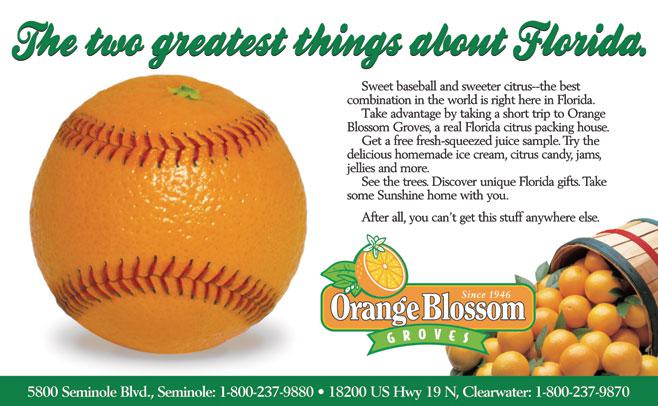 The two greatest things about Florida.
Sweet baseball and sweeter citrus--the best
combination in the world is right here in Florida.
Take advantage by taking a short trip to Orange
Blossom Groves, a real Florida citrus packing house.
Get a free fresh-squeezed juice sample. Try the
delicious homemade ice cream, citrus candy, jams,
jellies and more.
See the trees. Discover unique Florida gifts. Take
some Sunshine home with you.
After all, you can't get this stuff anywhere else.
Since 1946
Orange Blossom
GROVES
5800 Seminole Blvd., Seminole: 1-800-237-9880 • 18200 US Hwy 19 N, Clearwater: 1-800-237-9870